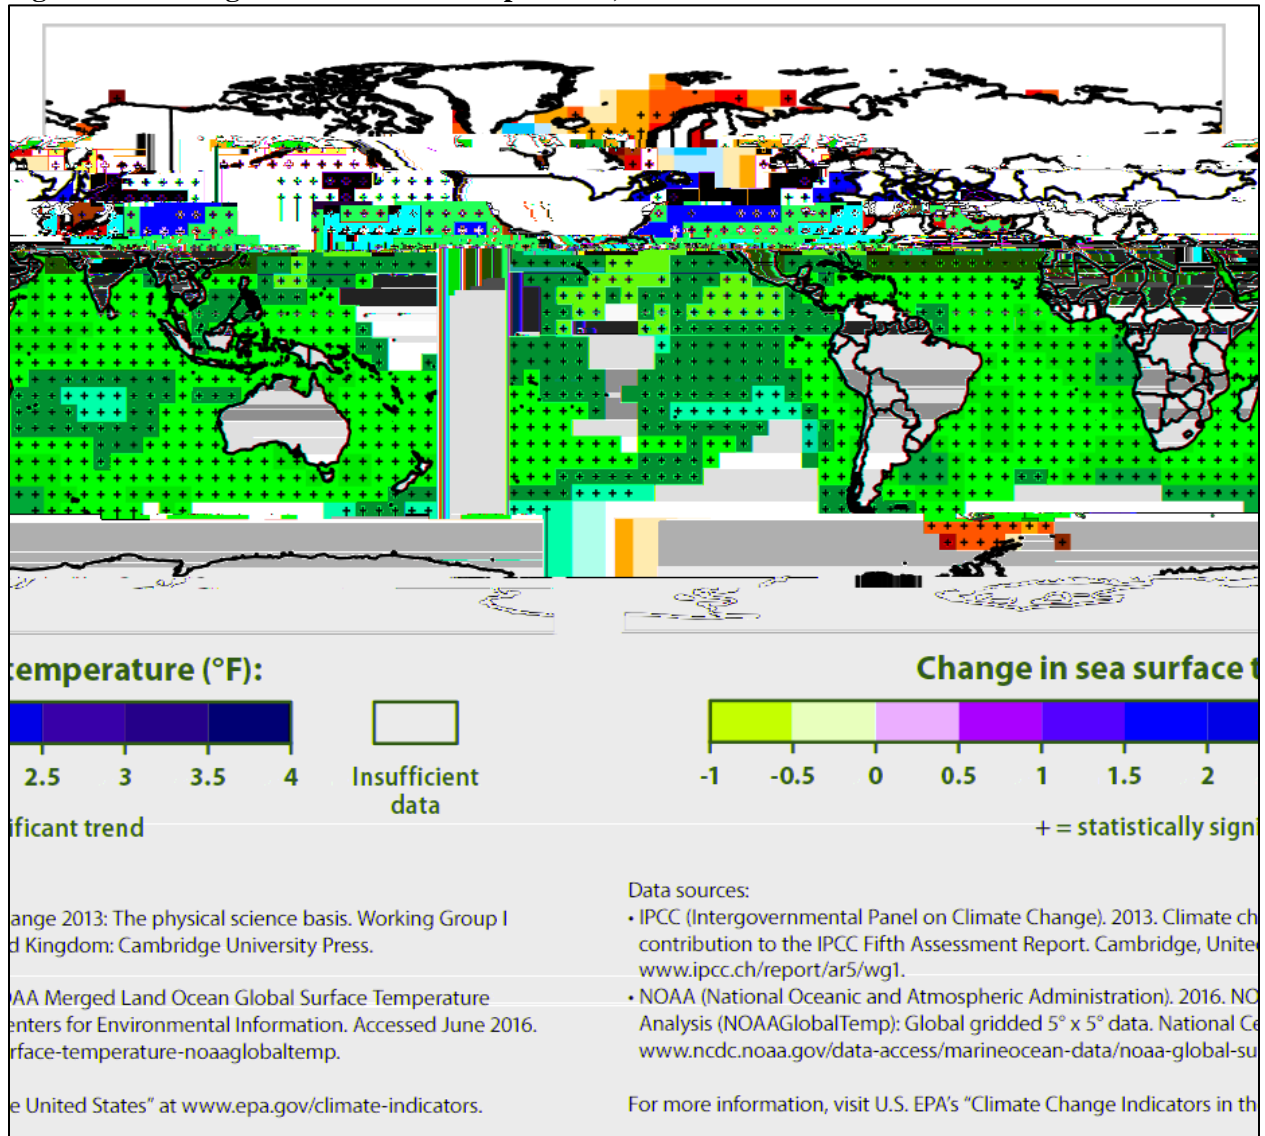 temperature (°F):
Change in sea surface t
2.5 3 3.5 4
Insufficient
data
-1 -0.5 0 0.5 1 1.5 2
ificant trend
+ = statistically signi
ange 2013: The physical science basis. Working Group I
d Kingdom: Cambridge University Press.
AA Merged Land Ocean Global Surface Temperature
enters for Environmental Information. Accessed June 2016.
rface-temperature-noaaglobaltemp.
e United States” at www.epa.gov/climate-indicators.
Data sources:
• IPCC (Intergovernmental Panel on Climate Change). 2013. Climate ch
contribution to the IPCC Fifth Assessment Report. Cambridge, Unite
www.ipcc.ch/report/ar5/wg1.
• NOAA (National Oceanic and Atmospheric Administration). 2016. NO
Analysis (NOAAGlobalTemp): Global gridded 5° x 5° data. National Ce
www.ncdc.noaa.gov/data-access/marineocean-data/noaa-global-su
For more information, visit U.S. EPA’s “Climate Change Indicators in th